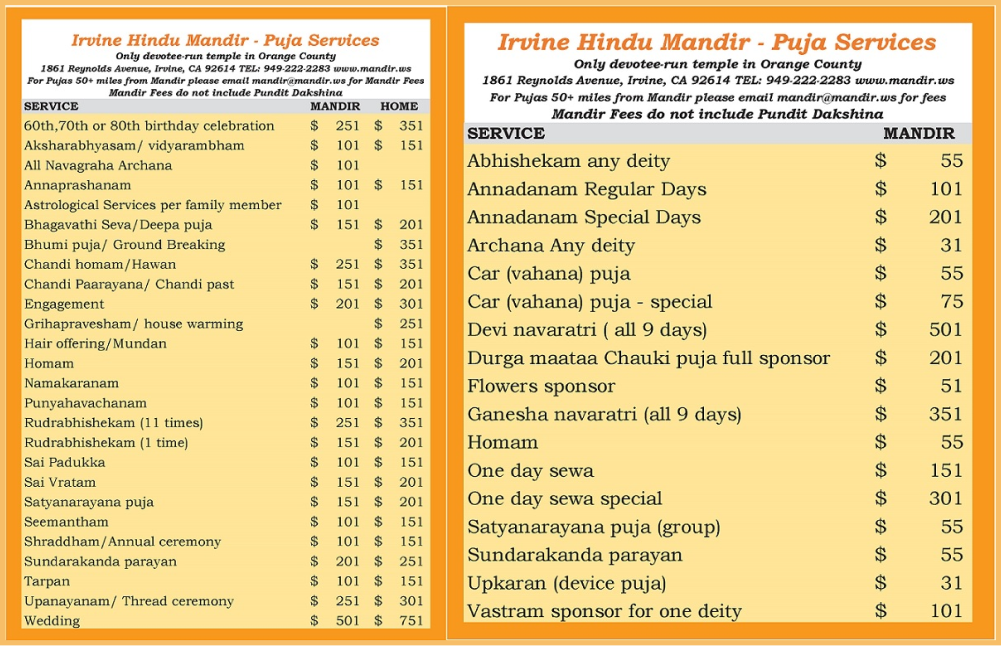 Irvine Hindu Mandir - Puja Services
Only devotee-run temple in Orange County
1861 Reynolds Avenue, Irvine, CA 92614 TEL: 949-222-2283 www.mandir.ws
For Pujas 50+ miles from Mandir please email mandir@mandir.ws for Mandir Fees
Mandir Fees do not include Pundit Dakshina
SERVICE MANDIR HOME
60th,70th or 80th birthday celebration $ 251 $ 351
Aksharabhyasam/ vidyarambham $ 101 $ 151
All Navagraha Archana $ 101
Annaprashanam $ 101 $ 151
Astrological Services per family member $ 101
Bhagavathi Seva/Deepa puja $ 151 $ 201
Bhumi puja/ Ground Breaking $ 351
Chandi homam/Hawan $ 251 $ 351
Chandi Paarayana/ Chandi past $ 151 $ 201
Engagement $ 201 $ 301
Grihapravesham/ house warming $ 251
Hair offering/Mundan $ 101 $ 151
Homam $ 151 $ 201
Namakaranam $ 101 $ 151
Punyahavachanam $ 101 $ 151
Rudrabhishekam (11 times) $ 251 $ 351
Rudrabhishekam (1 time) $ 151 $ 201
Sai Padukka $ 101 $ 151
Sai Vratam $ 151 $ 201
Satyanarayana puja $ 151 $ 201
Seemantham $ 101 $ 151
Shraddham/Annual ceremony $ 101 $ 151
Sundarakanda parayan $ 201 $ 251
Tarpan $ 101 $ 151
Upanayanam/ Thread ceremony $ 251 $ 301
Wedding $ 501 $ 751
Irvine Hindu Mandir - Puja Services
Only devotee-run temple in Orange County
1861 Reynolds Avenue, Irvine, CA 92614 TEL: 949-222-2283 www.mandir.ws
For Pujas 50+ miles from Mandir please email mandir@mandir.ws for fees
Mandir Fees do not include Pundit Dakshina
SERVICE MANDIR
Abhishekam any deity $ 55
Annadanam Regular Days $ 101
Annadanam Special Days $ 201
Archana Any deity $ 31
Car (vahana) puja $ 55
Car (vahana) puja - special $ 75
Devi navaratri ( all 9 days) $ 501
Durga maataa Chauki puja full sponsor $ 201
Flowers sponsor $ 51
Ganesha navaratri (all 9 days) $ 351
Homam $ 55
One day sewa $ 151
One day sewa special $ 301
Satyanarayana puja (group) $ 55
Sundarakanda parayan $ 55
Upkaran (device puja) $ 31
Vastram sponsor for one deity $ 101